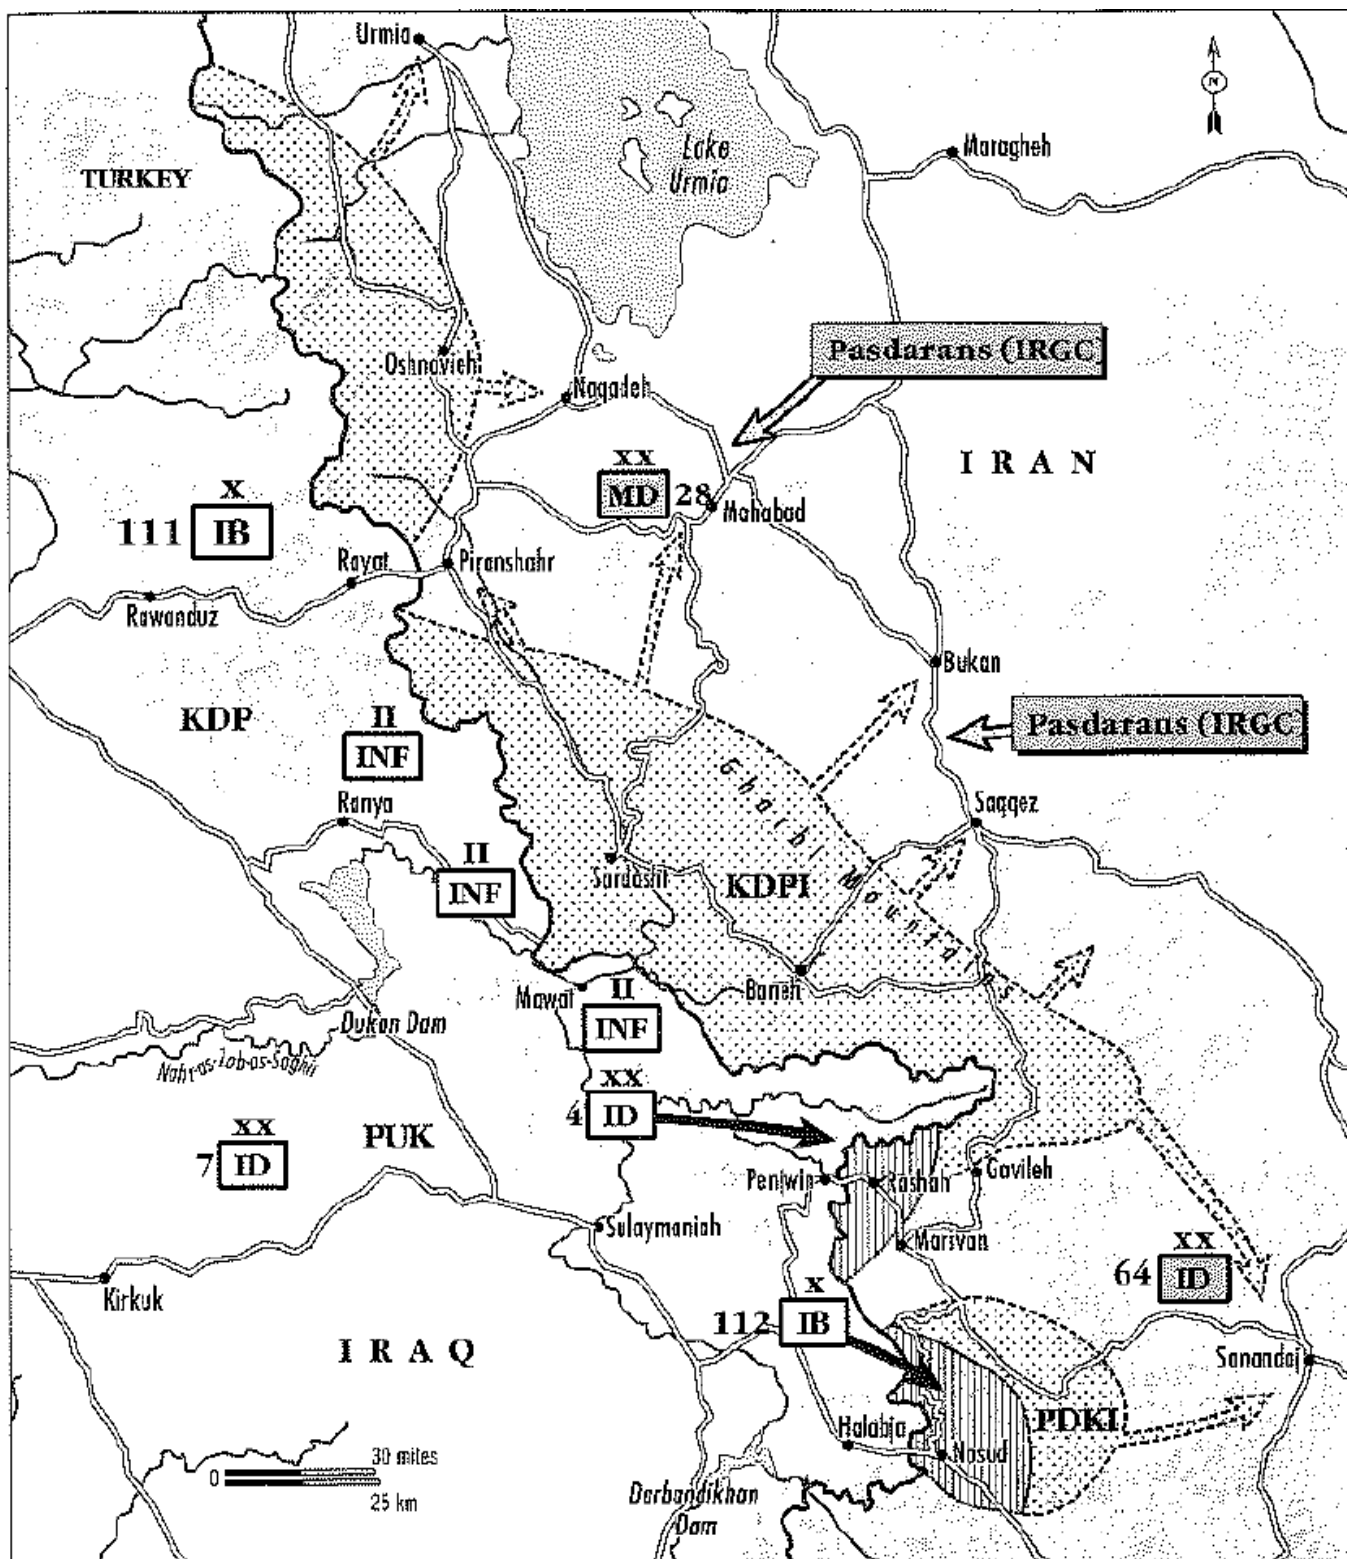 Urmia
N
Lake
Urmia
Maragheh
TURKEY
Pasdarans (IRGC
Oshnavieh
Naqadeh
I R A N
XX
MD 28
Mahabad
X
111 IB
Rayat
Piranshahr
Rawanduz
Bukan
KDP
II
INF
Pasdarans (IRGC
Gharbi Mountains
Ranya
Saqqez
II
INF
Sardasht
KDPI
Mawat
II
INF
Baneh
Dukan Dam
Nahr-as-Zab-as-Saghir
XX
4 ID
XX
7 ID
PUK
Penjwin
Rashah
Gavileh
Sulaymaniah
Marivan
XX
64 ID
Kirkuk
X
112 IB
I R A Q
Sanandaj
PDKI
Halabja
Nosud
0
30 miles
25 km
Darbandikhan
Dam